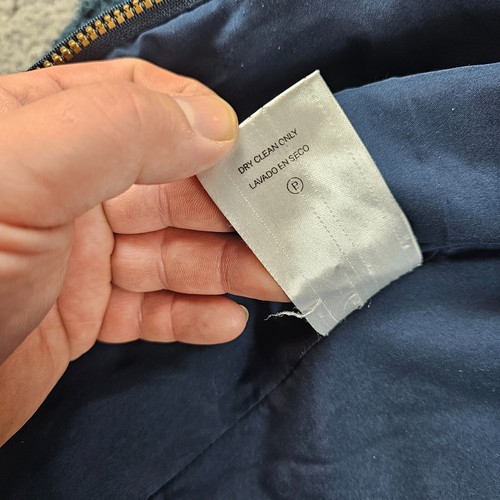 DRY CLEAN ONLY
LAVADO EN SECO
P